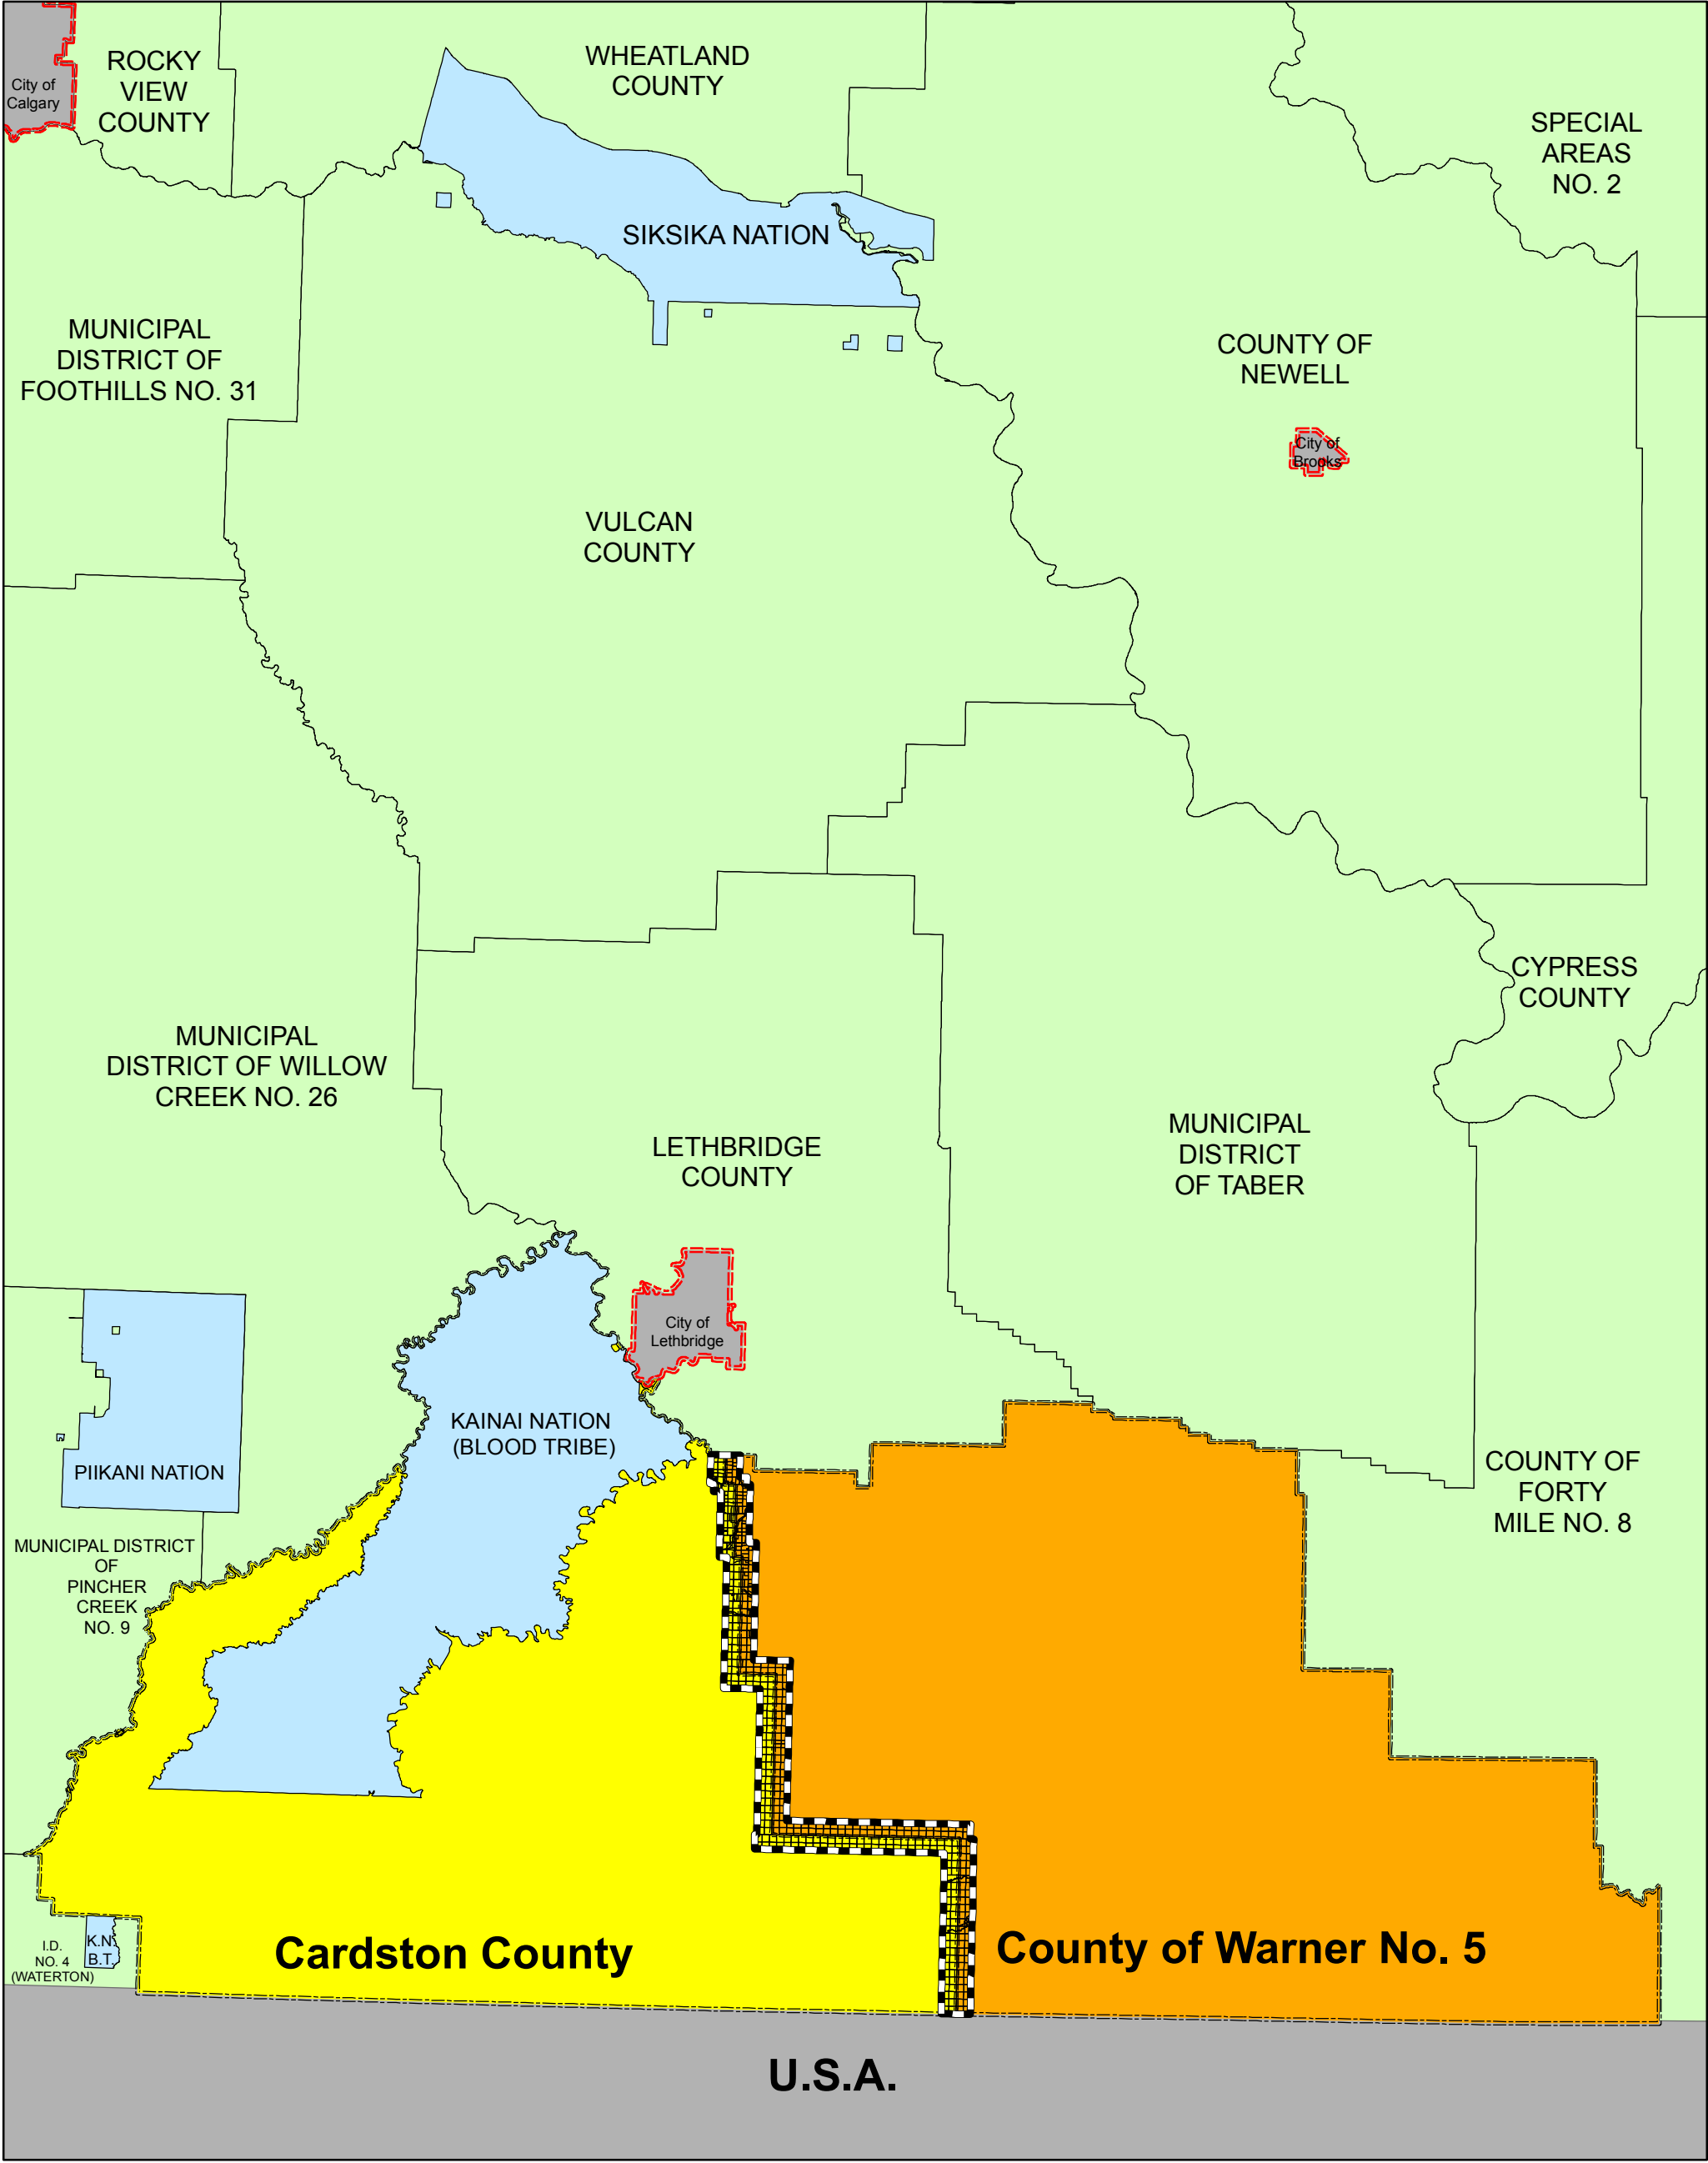 City of
Calgary
ROCKY
VIEW
COUNTY
WHEATLAND
COUNTY
SPECIAL
AREAS
NO. 2
SIKSIKA NATION
MUNICIPAL
DISTRICT OF
FOOTHILLS NO. 31
COUNTY OF
NEWELL
City of
Brooks
VULCAN
COUNTY
CYPRESS
COUNTY
MUNICIPAL
DISTRICT OF WILLOW
CREEK NO. 26
LETHBRIDGE
COUNTY
MUNICIPAL
DISTRICT
OF TABER
City of
Lethbridge
KAINAI NATION
(BLOOD TRIBE)
PIIKANI NATION
COUNTY OF
FORTY
MILE NO. 8
MUNICIPAL DISTRICT
OF
PINCHER
CREEK
NO. 9
I.D.
NO. 4
(WATERTON)
K.N.
B.T.
Cardston County
County of Warner No. 5
U.S.A.